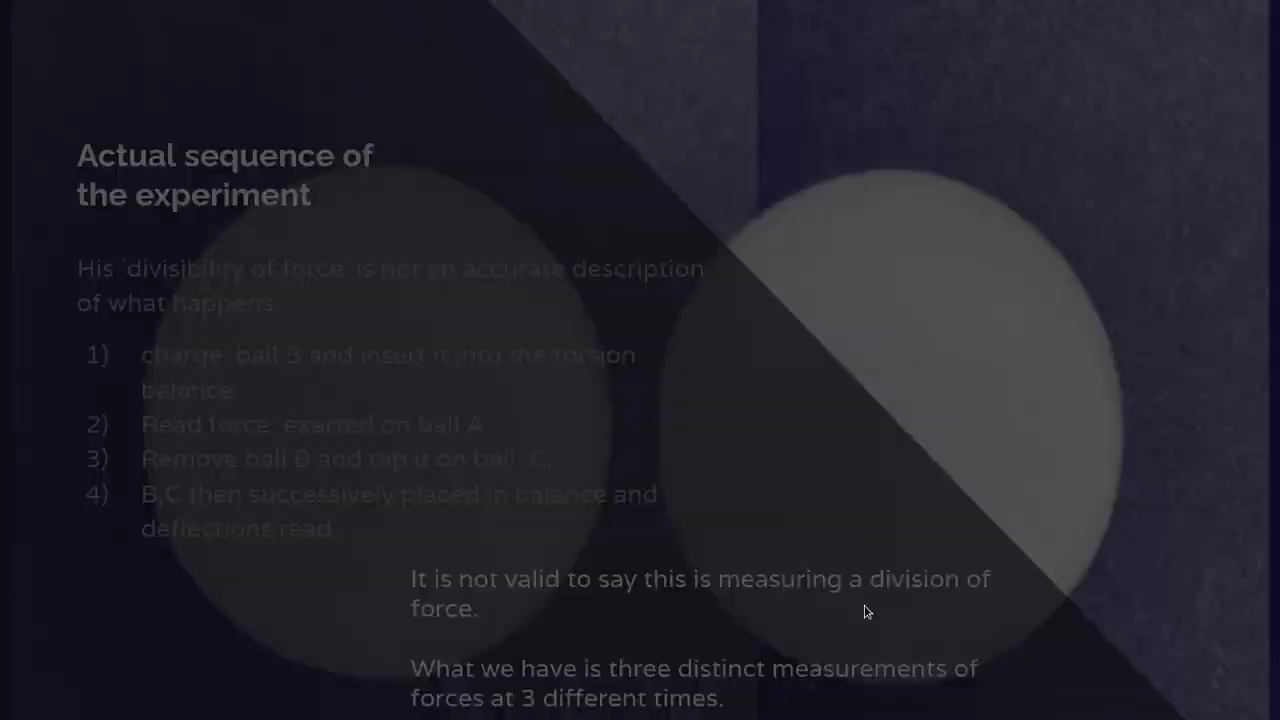 Actual sequence of
the experiment
His 'divisibility of force' is not an accurate description
of what happens.
1) charge ball B and insert it into the torsion
balance
2) Read force exerted on ball A
3) Remove ball B and tap it on ball C,
4) B,C then successively placed in balance and
deflections read
It is not valid to say this is measuring a division of
force.
What we have is three distinct measurements of
forces at 3 different times.